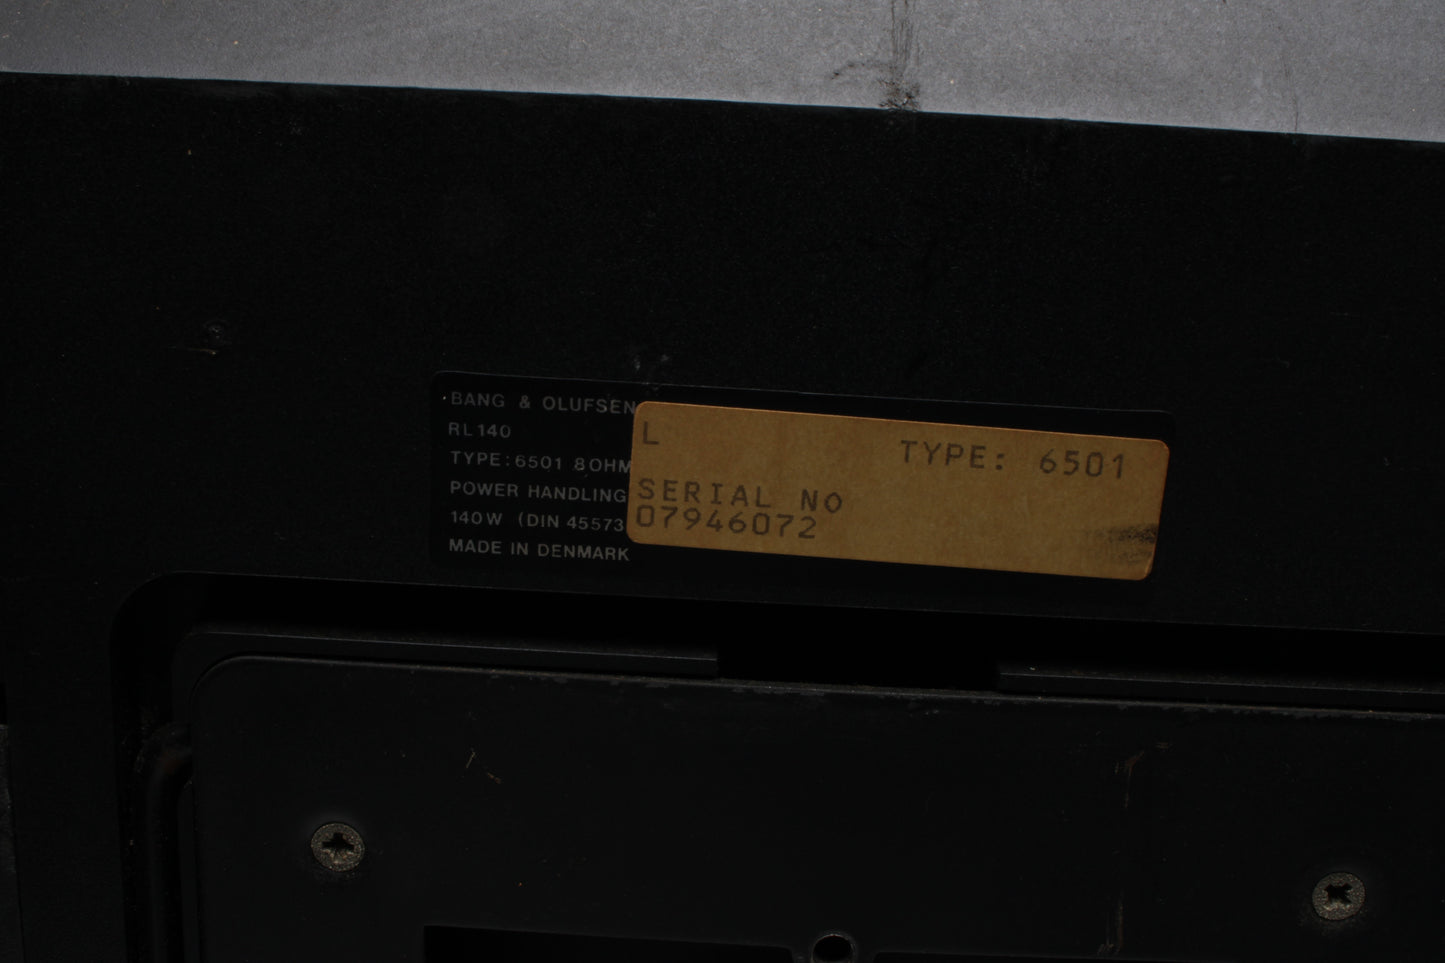 BANG & OLUFSEN
RL140
TYPE:6501 8OHM
POWER HANDLING
140W (DIN 45573
MADE IN DENMARK
L TYPE: 6501
SERIAL NO
07946072